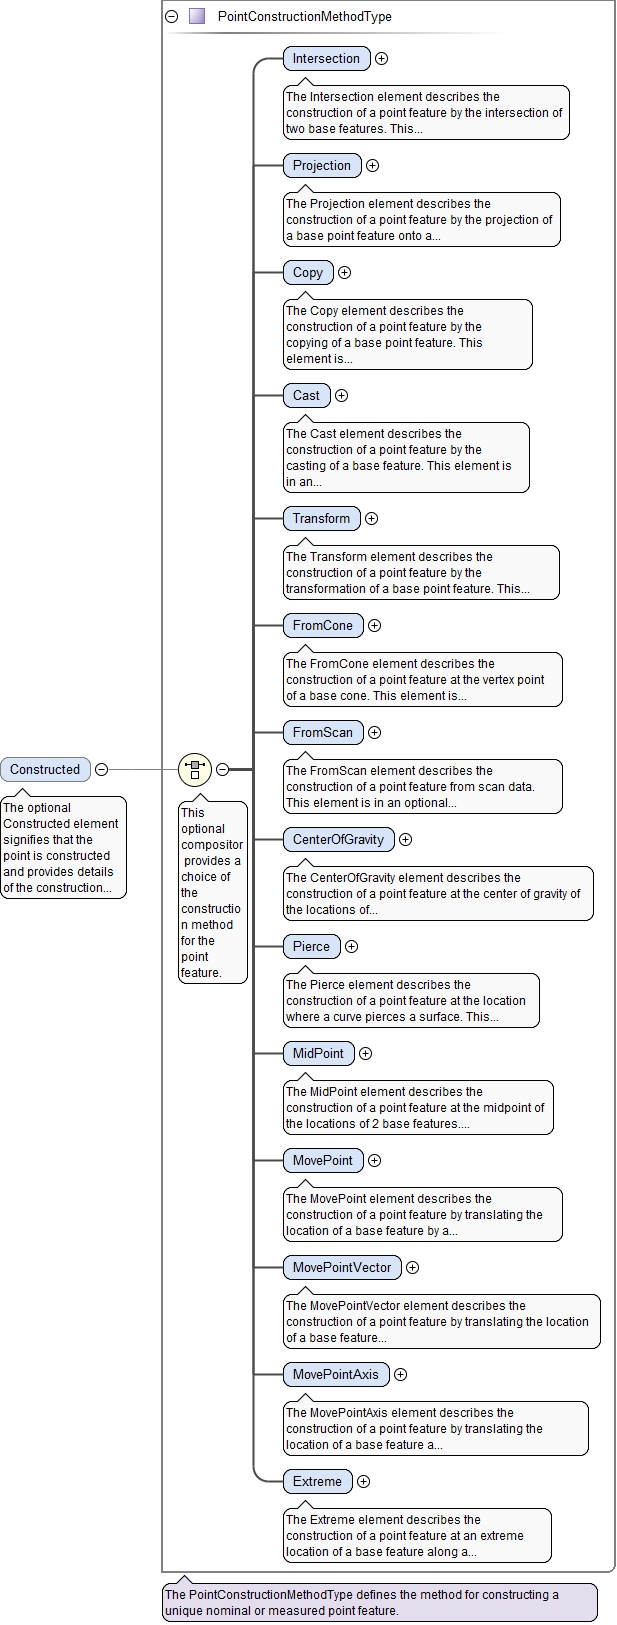 PointConstructionMethodType
Intersection
The Intersection element describes the
construction of a point feature by the intersection of
two base features. This...
Projection
The Projection element describes the
construction of a point feature by the projection of
a base point feature onto a...
Copy
The Copy element describes the
construction of a point feature by the
copying of a base point feature. This
element is...
Cast
The Cast element describes the
construction of a point feature by the
casting of a base feature. This element is
in an...
Transform
The Transform element describes the
construction of a point feature by the
transformation of a base point feature. This...
FromCone
The FromCone element describes the
construction of a point feature at the vertex point
of a base cone. This element is...
FromScan
The FromScan element describes the
construction of a point feature from scan data.
This element is in an optional...
Constructed
The optional
Constructed element
signifies that the
point is constructed
and provides details
of the construction...
This
optional
compositor
provides a
choice of
the
constructio
n method
for the
point
feature.
CenterOfGravity
The CenterOfGravity element describes the
construction of a point feature at the center of gravity of
the locations of...
Pierce
The Pierce element describes the
construction of a point feature at the location
where a curve pierces a surface. This...
MidPoint
The MidPoint element describes the
construction of a point feature at the midpoint of
the locations of 2 base features....
MovePoint
The MovePoint element describes the
construction of a point feature by translating the
location of a base feature by a...
MovePointVector
The MovePointVector element describes the
construction of a point feature by translating the location
of a base feature...
MovePointAxis
The MovePointAxis element describes the
construction of a point feature by translating the
location of a base feature a...
Extreme
The Extreme element describes the
construction of a point feature at an extreme
location of a base feature along a...
The PointConstructionMethodType defines the method for constructing a
unique nominal or measured point feature.